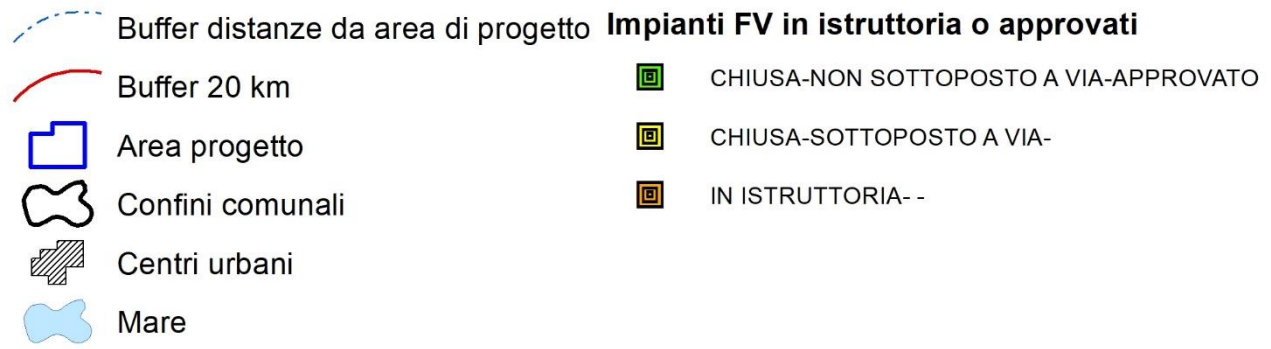 Buffer distanze da area di progetto
Buffer 20 km
Area progetto
Confini comunali
Centri urbani
Mare
Impianti FV in istruttoria o approvati
CHIUSA-NON SOTTOPOSTO A VIA-APPROVATO
CHIUSA-SOTTOPOSTO A VIA-
IN ISTRUTTORIA- -